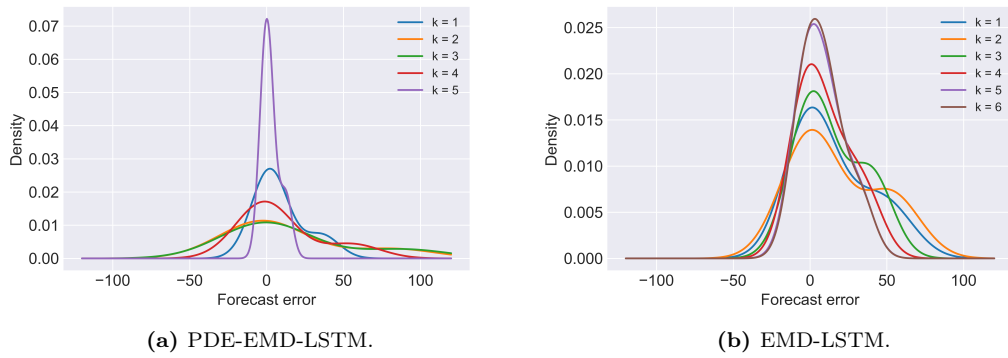 0.07
0.06
0.05
0.04
0.03
0.02
0.01
0.00
Density
−100
−50
0
50
100
Forecast error
k = 1
k = 2
k = 3
k = 4
k = 5
(a) PDE-EMD-LSTM.
0.025
0.020
0.015
0.010
0.005
0.000
Density
−100
−50
0
50
100
Forecast error
k = 1
k = 2
k = 3
k = 4
k = 5
k = 6
(b) EMD-LSTM.